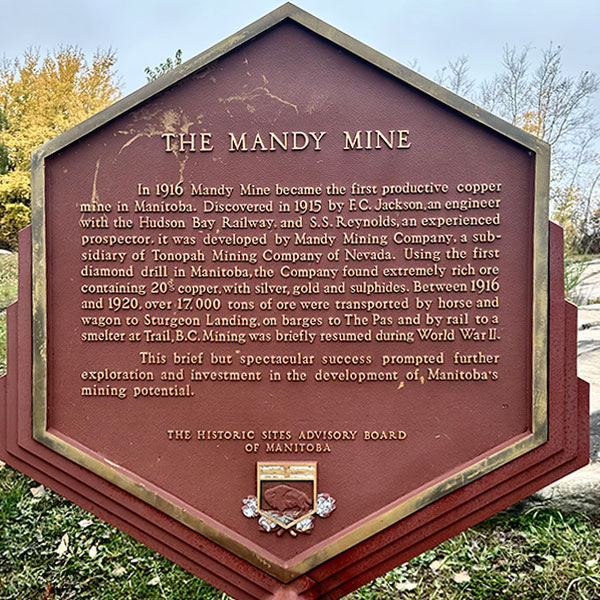 THE MANDY MINE
In 1916 Mandy Mine became the first productive copper
mine in Manitoba. Discovered in 1915 by F.C. Jackson, an engineer
with the Hudson Bay Railway, and S.S. Reynolds, an experienced
prospector, it was developed by Mandy Mining Company, a sub-
sidiary of Tonopah Mining Company of Nevada. Using the first
diamond drill in Manitoba, the Company found extremely rich ore
containing 20% copper, with silver, gold and sulphides. Between 1916
and 1920, over 17,000 tons of ore were transported by horse and
wagon to Sturgeon Landing, on barges to The Pas and by rail to a
smelter at Trail, B.C. Mining was briefly resumed during World War II.
This brief but spectacular success prompted further
exploration and investment in the development of Manitoba's
mining potential.
THE HISTORIC SITES ADVISORY BOARD
OF MANITOBA